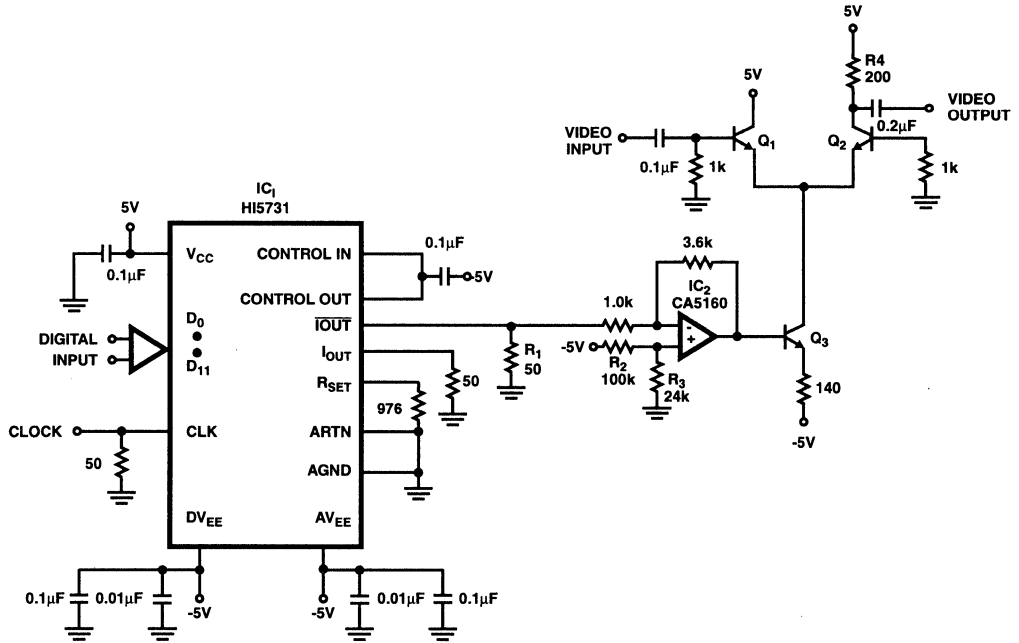 5V
R4
200
5V
VIDEO
OUTPUT
0.2µF
VIDEO
INPUT
Q1
Q2
0.1µF
1k
1k
ICI
HI5731
5V
0.1µF
VCC
CONTROL IN
0.1µF
-5V
CONTROL OUT
3.6k
IC2
CA5160
1.0k
D0
IOUT
DIGITAL
INPUT
D11
IOUT
R1
50
-5V
R2
100k
-
+
Q3
R3
24k
140
-5V
RSET
50
976
CLOCK
CLK
ARTN
50
AGND
DVEE
AVEE
0.1µF
0.01µF
-5V
-5V
0.01µF
0.1µF